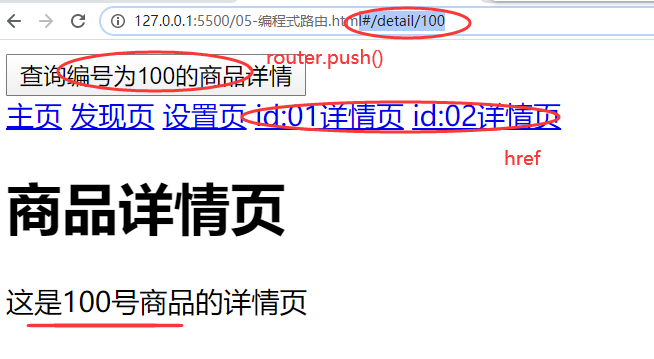 127.0.0.1:5500/05-编程式路由.html#/detail/100
router.push()
查询编号为100的商品详情
主页 发现页 设置页 id:01详情页 id:02详情页
href
商品详情页
这是100号商品的详情页